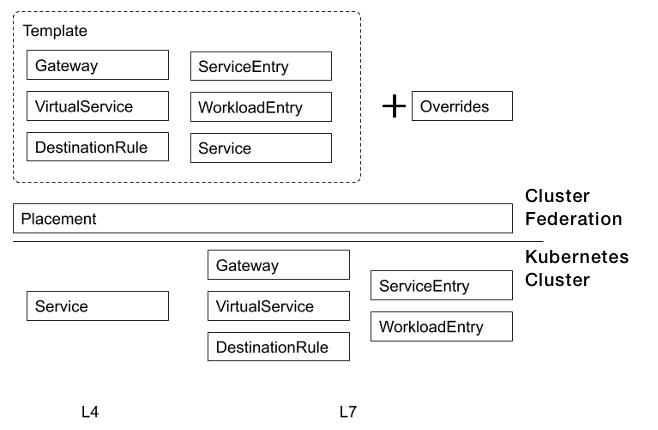 Template
Gateway
ServiceEntry
VirtualService
WorkloadEntry
+
Overrides
DestinationRule
Service
Cluster
Federation
Placement
Kubernetes
Cluster
Gateway
ServiceEntry
Service
VirtualService
WorkloadEntry
DestinationRule
L4
L7